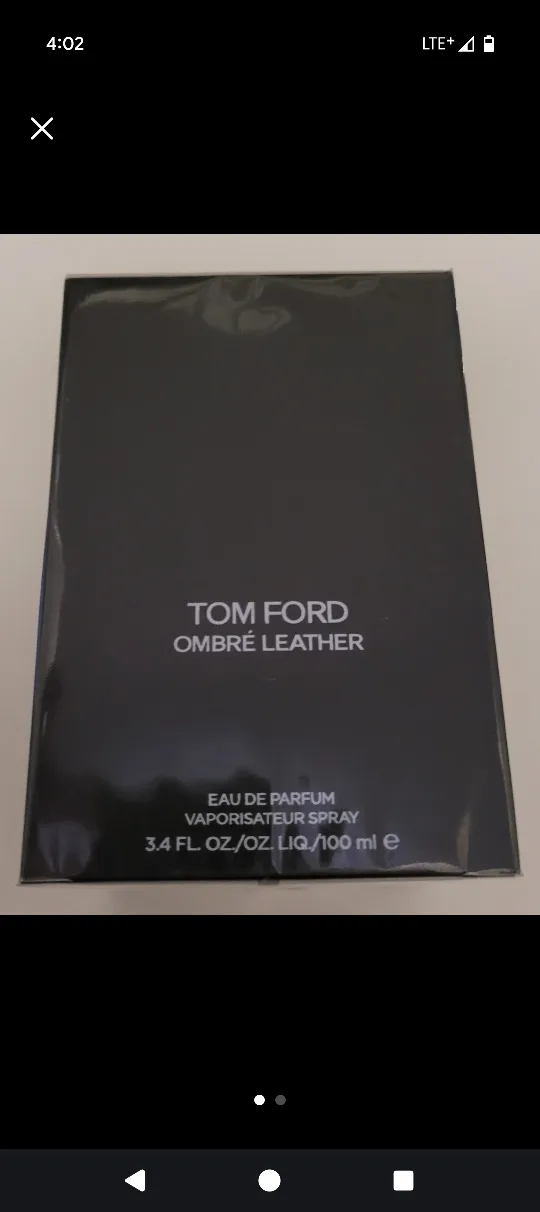 4:02
LTE+
TOM FORD
OMBRÉ LEATHER
EAU DE PARFUM
VAPORISATEUR SPRAY
3.4 FL. OZ./OZ. LIQ./100 ml ℮